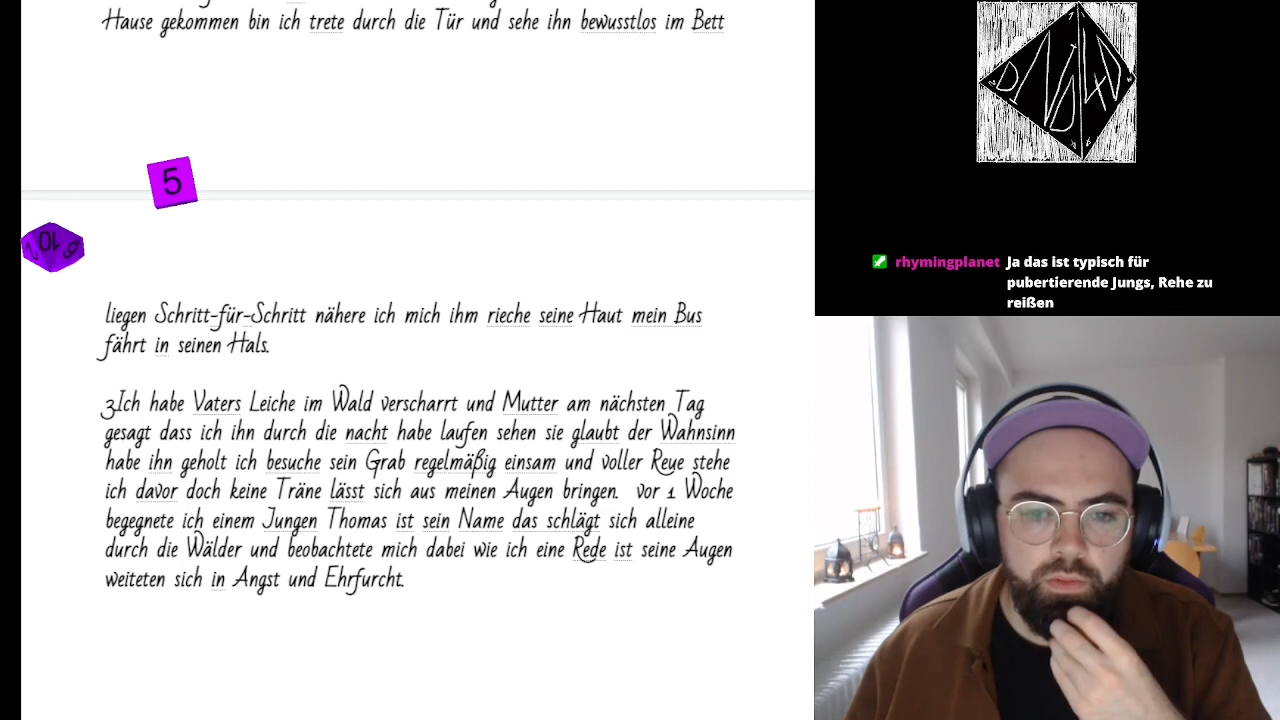 Hause gekommen bin ich trete durch die Tür und sehe ihn bewusstlos im Bett
5
10
liegen Schritt-für-Schritt nähere ich mich ihm rieche seine Haut mein Bus
fährt in seinen Hals.
3Ich habe Vaters Leiche im Wald verscharrt und Mutter am nächsten Tag
gesagt dass ich ihn durch die nacht habe laufen sehen sie glaubt der Wahnsinn
habe ihn geholt ich besuche sein Grab regelmäßig einsam und voller Reye stehe
ich davor doch keine Träne lässt sich aus meinen Augen bringen. vor 1 Woche
begegnete ich einem Jungen Thomas ist sein Name das schlägt sich alleine
durch die Wälder und beobachtete mich dabei wie ich eine Rede ist seine Augen
weiteten sich in Angst und Ehrfurcht.
rhymingplanet Ja das ist typisch für
pubertierende Jungs, Rehe zu
reißen